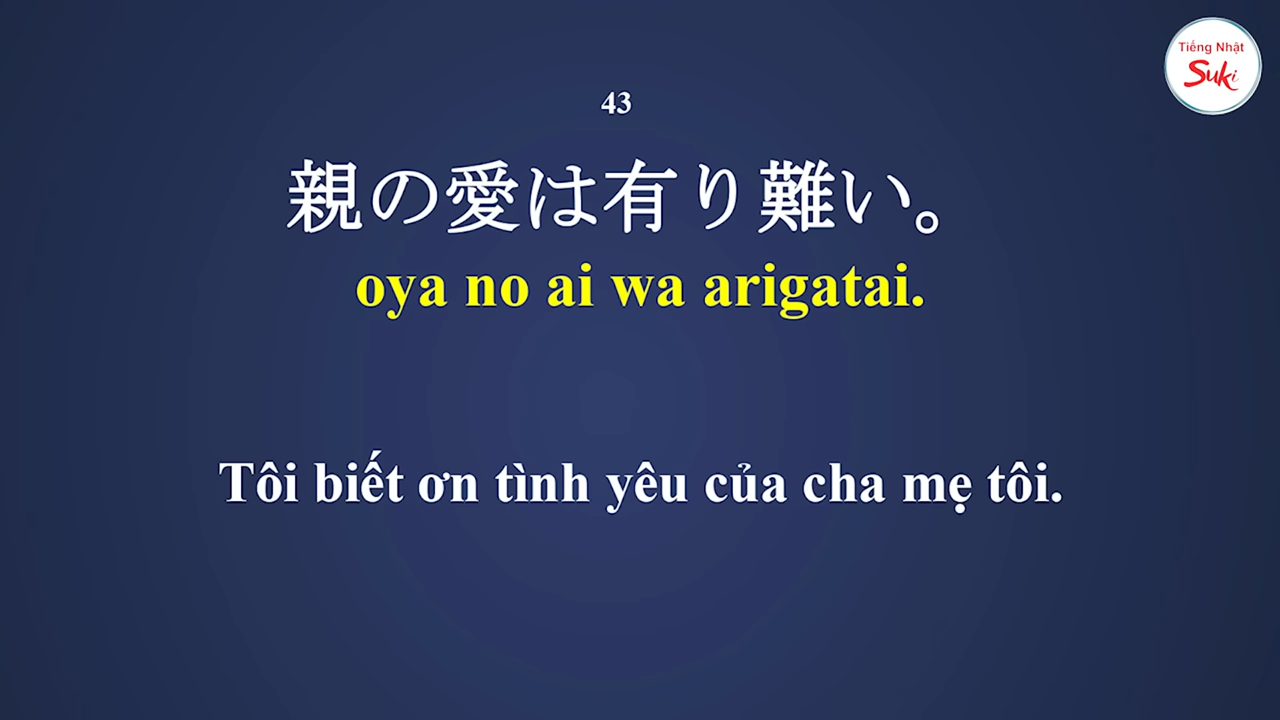 Tiếng Nhật
Suki
43
親の愛は有り難い。
oya no ai wa arigatai.
Tôi biết ơn tình yêu của cha mẹ tôi.